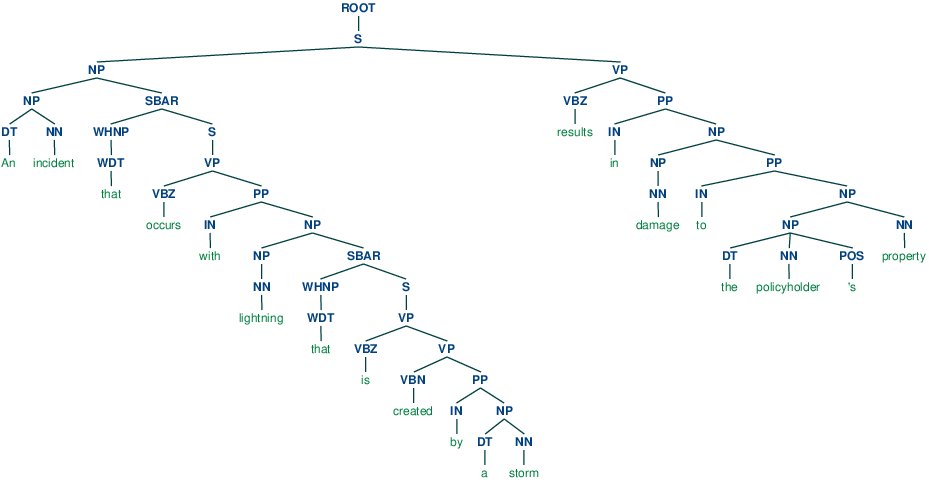 ROOT
S
NP VP
NP SBAR VBZ PP
DT NN WHNP S results IN NP
An incident WDT VP in NP PP
that VBZ PP NN IN NP
occurs IN NP damage to NP NN
with NP SBAR DT NN POS property
NN WHNP S the policyholder 's
lightning WDT VP
that VBZ VP
is VBN PP
created IN NP
by DT NN
a storm